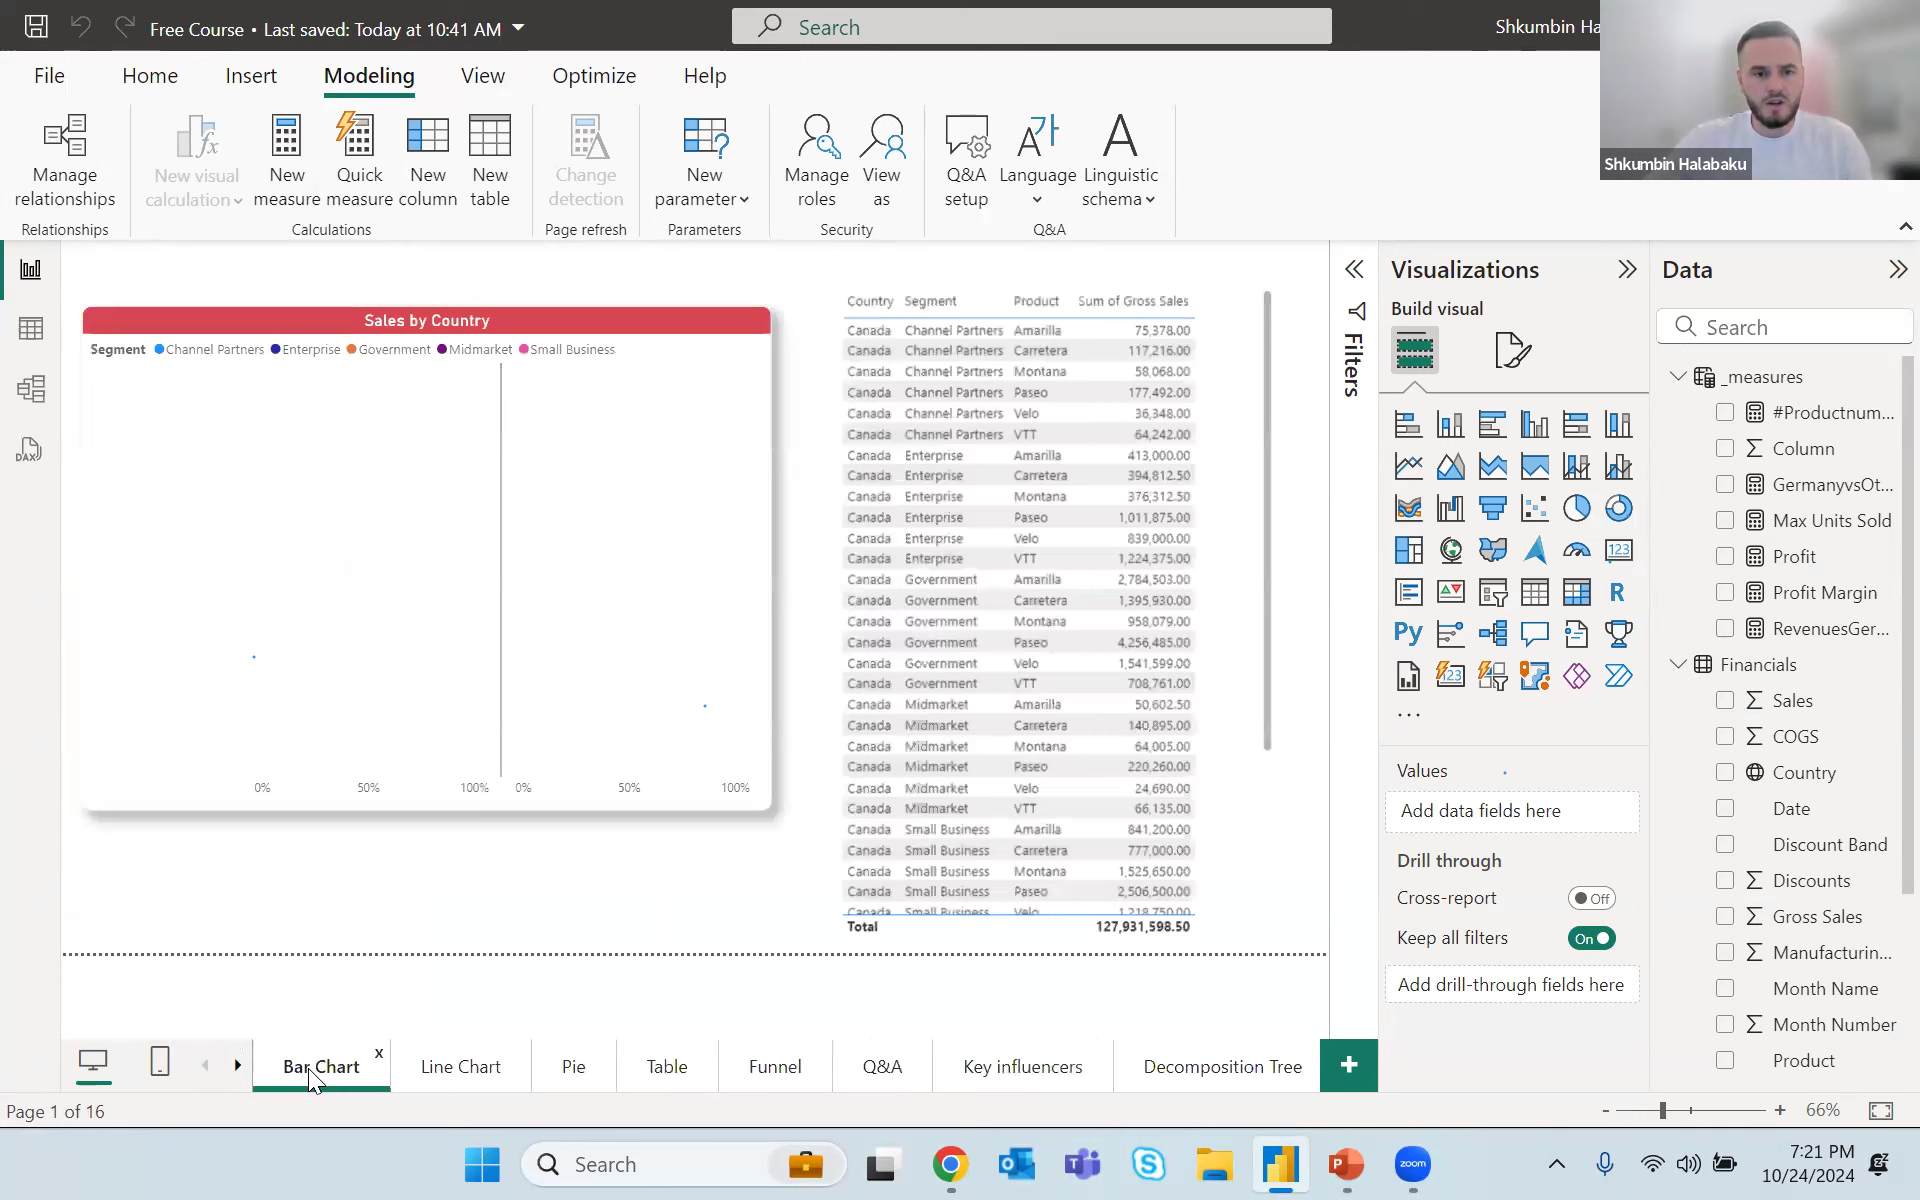 Free Course • Last saved: Today at 10:41 AM
Search
Shkumbin Ha
File Home Insert Modeling View Optimize Help
Manage relationships
New visual calculation
New measure
Quick measure
New column
New table
Change detection
New parameter
Manage roles
View as
Q&A setup
Language
Linguistic schema
Relationships
Calculations
Page refresh
Parameters
Security
Q&A
Shkumbin Halabaku
Sales by Country
Segment Channel Partners Enterprise Government Midmarket Small Business
0% 50% 100% 0% 50% 100%
Country Segment Product Sum of Gross Sales
Canada Channel Partners Amarilla 75,378.00
Canada Channel Partners Carretera 117,216.00
Canada Channel Partners Montana 58,068.00
Canada Channel Partners Paseo 177,492.00
Canada Channel Partners Velo 36,348.00
Canada Channel Partners VTT 64,242.00
Canada Enterprise Amarilla 413,000.00
Canada Enterprise Carretera 394,812.50
Canada Enterprise Montana 376,312.50
Canada Enterprise Paseo 1,011,875.00
Canada Enterprise Velo 839,000.00
Canada Enterprise VTT 1,224,375.00
Canada Government Amarilla 2,784,503.00
Canada Government Carretera 1,395,930.00
Canada Government Montana 958,079.00
Canada Government Paseo 4,256,485.00
Canada Government Velo 1,541,599.00
Canada Government VTT 708,761.00
Canada Midmarket Amarilla 50,602.50
Canada Midmarket Carretera 140,895.00
Canada Midmarket Montana 64,005.00
Canada Midmarket Paseo 220,260.00
Canada Midmarket Velo 24,690.00
Canada Midmarket VTT 66,135.00
Canada Small Business Amarilla 841,200.00
Canada Small Business Carretera 777,000.00
Canada Small Business Montana 1,525,650.00
Canada Small Business Paseo 2,506,500.00
Canada Small Business Velo 1,218,750.00
Total 127,931,598.50
Filters
Visualizations
Build visual
123
R
Py
123
...
Values
Add data fields here
Drill through
Cross-report Off
Keep all filters On
Add drill-through fields here
Data
Search
_measures
#Productnum...
Column
GermanyvsOt...
Max Units Sold
Profit
Profit Margin
RevenuesGer...
Financials
Sales
COGS
Country
Date
Discount Band
Discounts
Gross Sales
Manufacturin...
Month Name
Month Number
Product
DAX
Bar Chart x Line Chart Pie Table Funnel Q&A Key influencers Decomposition Tree +
Page 1 of 16
- + 66%
Search
zoom
7:21 PM
10/24/2024